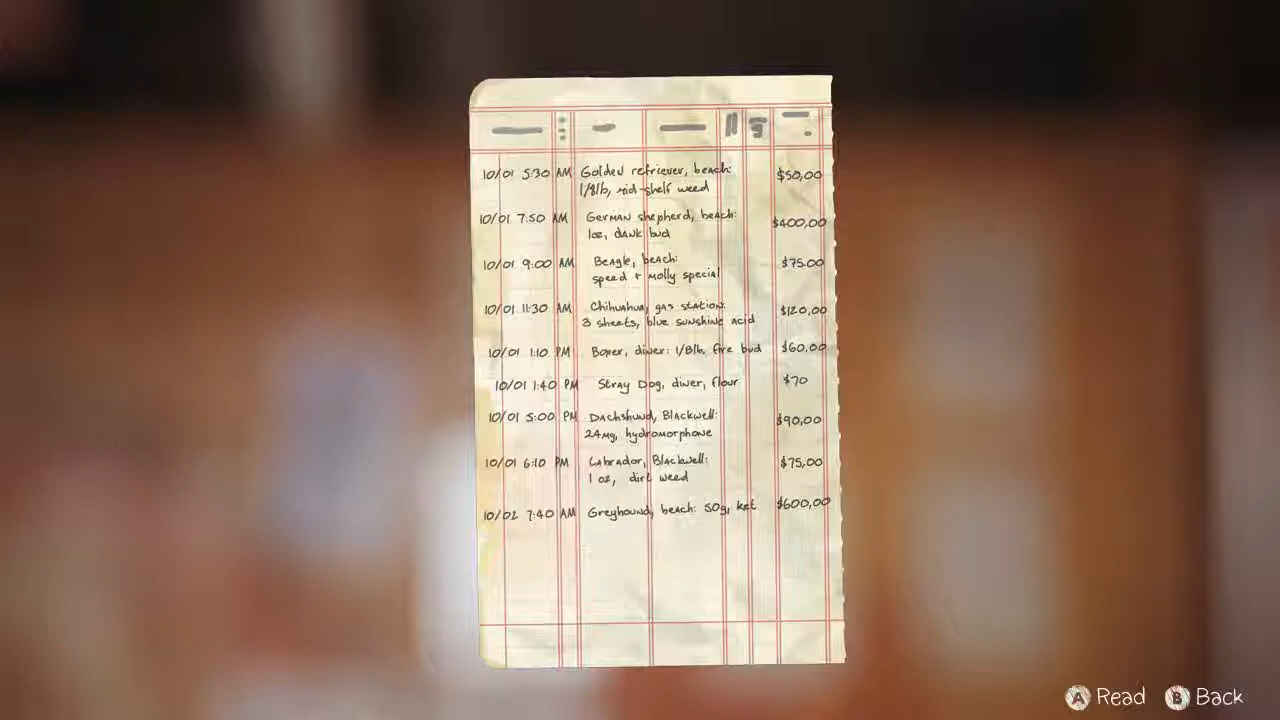 10/01 5:30 AM Golden retriever, beach: $50,00
1/8lb, mid-shelf weed
10/01 7:50 AM German shepherd, beach: $400,00
1oz, dank bud
10/01 9:00 AM Beagle, beach: $75.00
speed + molly special
10/01 11:30 AM Chihuahua, gas station: $120,00
3 sheets, blue sunshine acid
10/01 1:10 PM Boxer, diner: 1/8lb, fire bud $60,00
10/01 1:40 PM Stray Dog, diner, flour $70
10/01 5:00 PM Dachshund, Blackwell: $90,00
24mg, hydromorphone
10/01 6:10 PM Labrador, Blackwell: $75,00
1 oz, dirt weed
10/02 7:40 AM Greyhound, beach: 50g, ket $600,00
A Read B Back